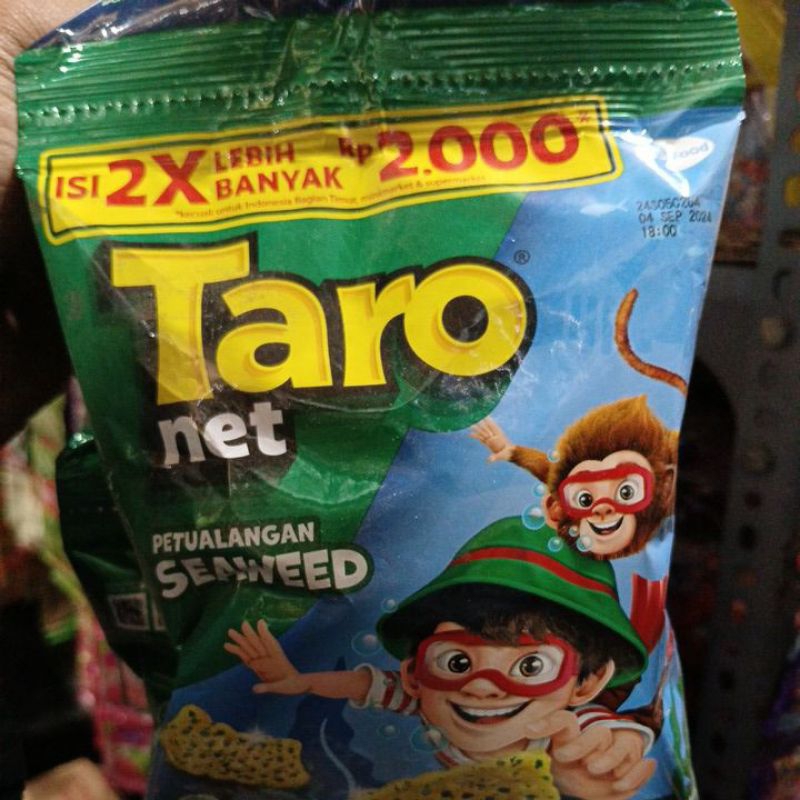 ISI 2X LEBIH BANYAK Rp 2.000*
*kecuali untuk Indonesia Bagian Timur, minimarket & supermarket
food
04 SEP 2024
18:00
Taro®
net
PETUALANGAN
SEAWEED